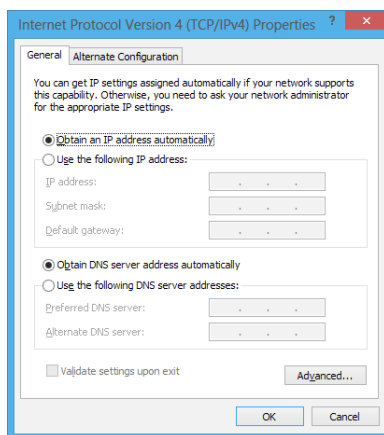 Internet Protocol Version 4 (TCP/IPv4) Properties ? ×
General Alternate Configuration
You can get IP settings assigned automatically if your network supports
this capability. Otherwise, you need to ask your network administrator
for the appropriate IP settings.
Obtain an IP address automatically
Use the following IP address:
IP address:
Subnet mask:
Default gateway:
Obtain DNS server address automatically
Use the following DNS server addresses:
Preferred DNS server:
Alternate DNS server:
Validate settings upon exit
Advanced...
OK Cancel